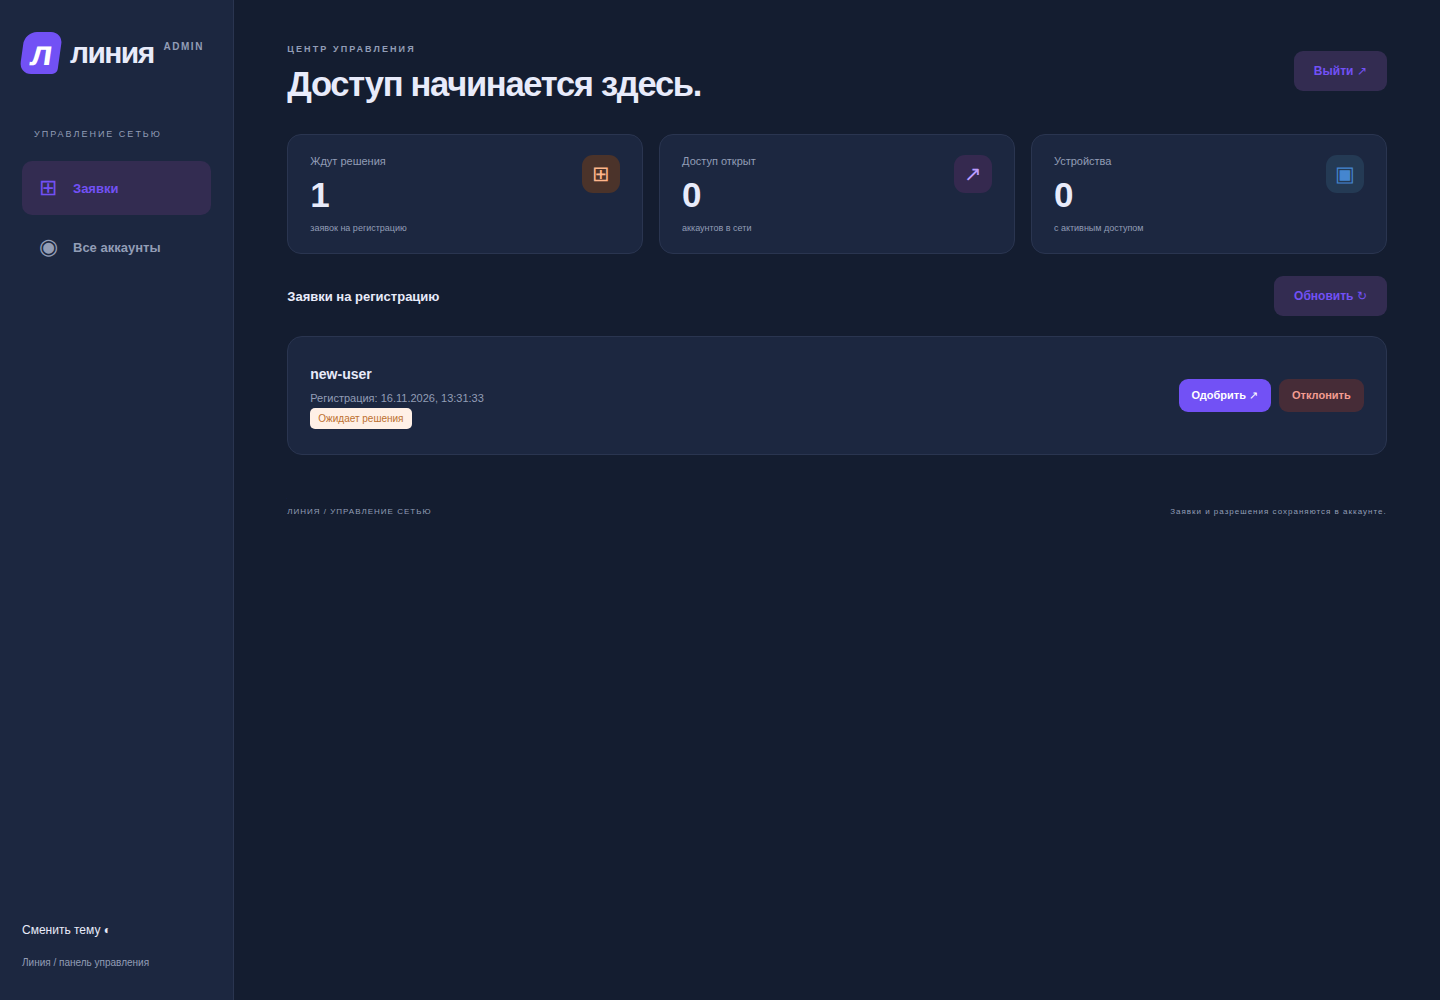 Л линия ADMIN
УПРАВЛЕНИЕ СЕТЬЮ
Заявки
Все аккаунты
Сменить тему
Линия / панель управления
ЦЕНТР УПРАВЛЕНИЯ
Доступ начинается здесь.
Выйти ↗
Ждут решения
1
заявок на регистрацию
Доступ открыт
0
аккаунтов в сети
Устройства
0
с активным доступом
Заявки на регистрацию
Обновить ↻
new-user
Регистрация: 16.11.2026, 13:31:33
Ожидает решения
Одобрить ↗
Отклонить
ЛИНИЯ / УПРАВЛЕНИЕ СЕТЬЮ
Заявки и разрешения сохраняются в аккаунте.